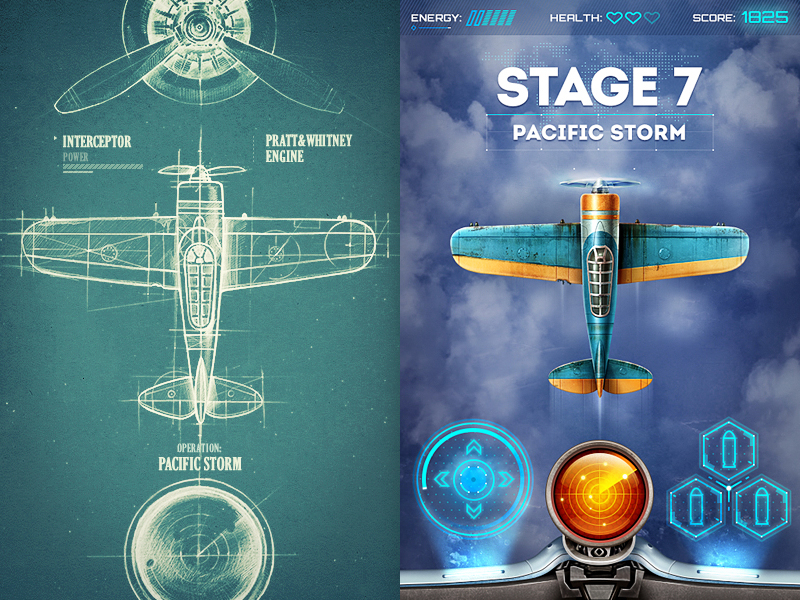 INTERCEPTOR
POWER
PRATT&WHITNEY
ENGINE
OPERATION:
PACIFIC STORM
ENERGY:
HEALTH:
SCORE: 1825
STAGE 7
PACIFIC STORM